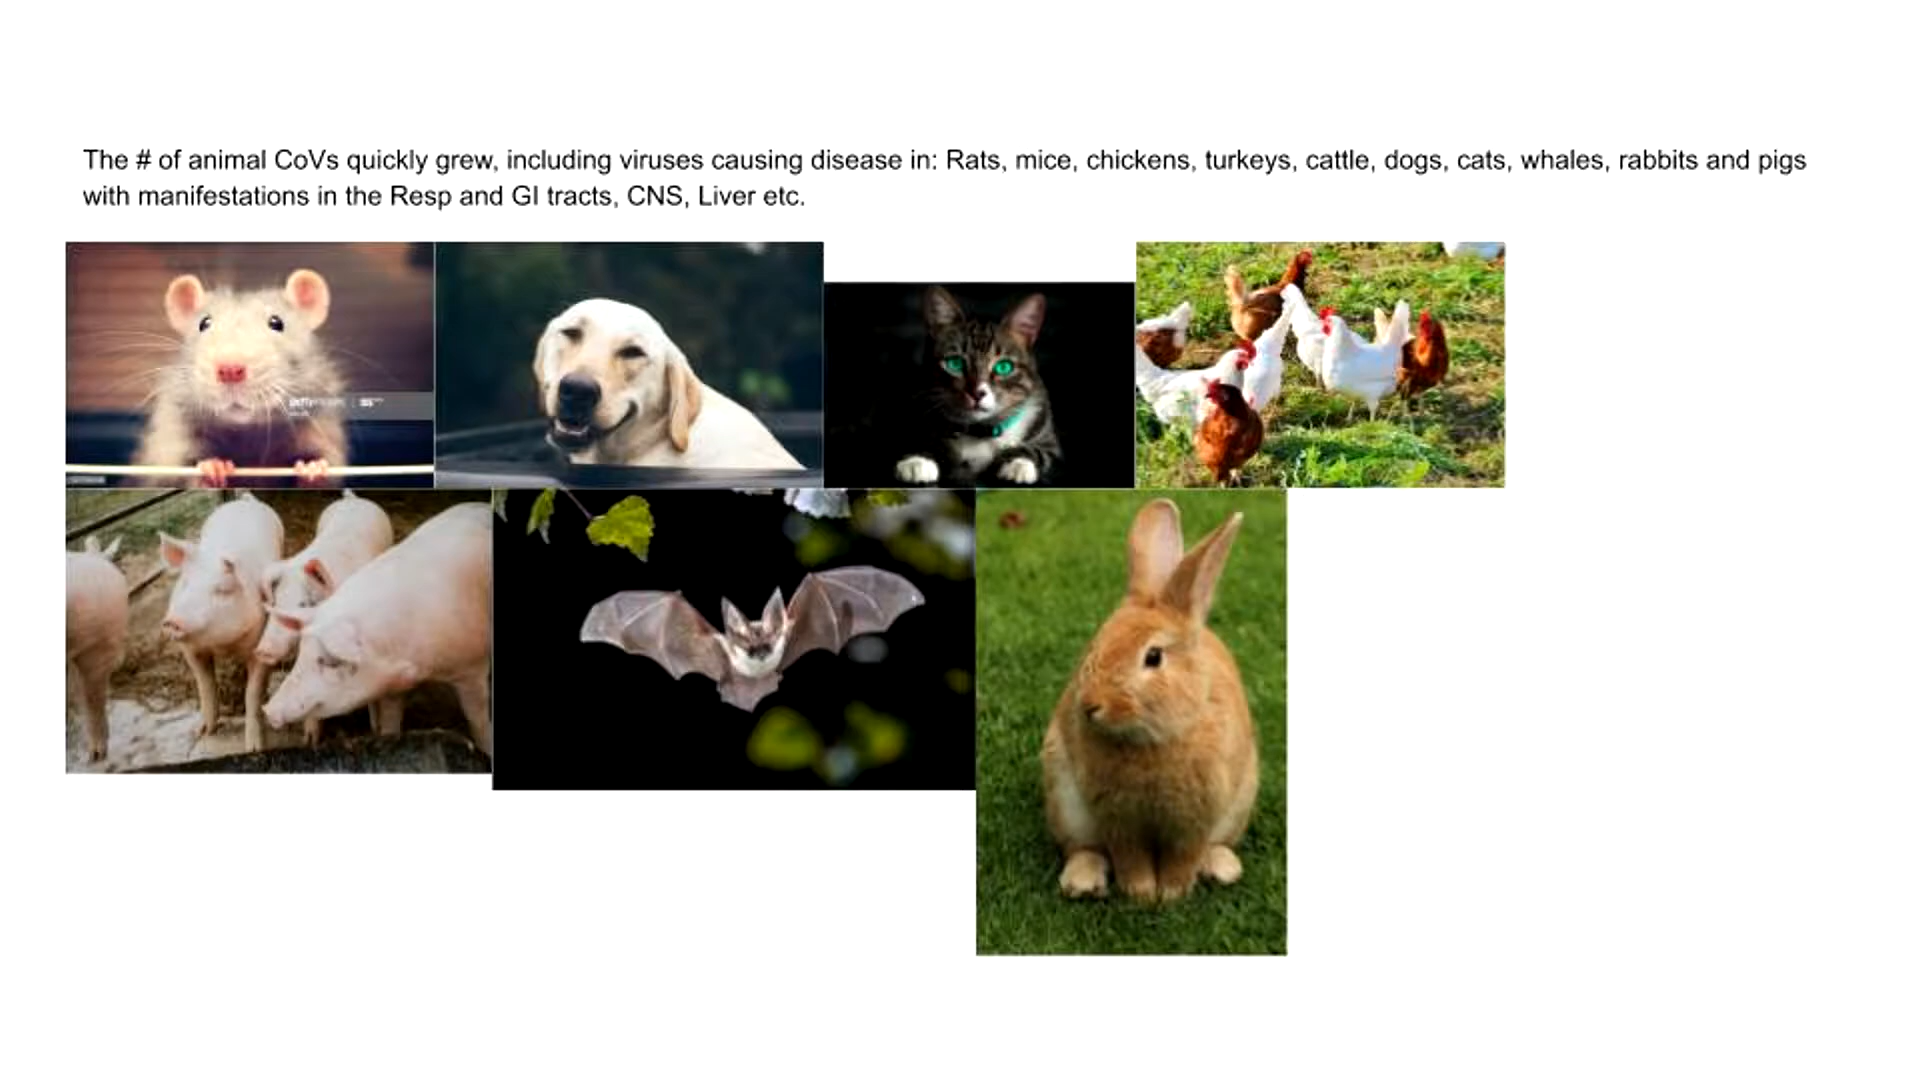 The # of animal CoVs quickly grew, including viruses causing disease in: Rats, mice, chickens, turkeys, cattle, dogs, cats, whales, rabbits and pigs
with manifestations in the Resp and GI tracts, CNS, Liver etc.